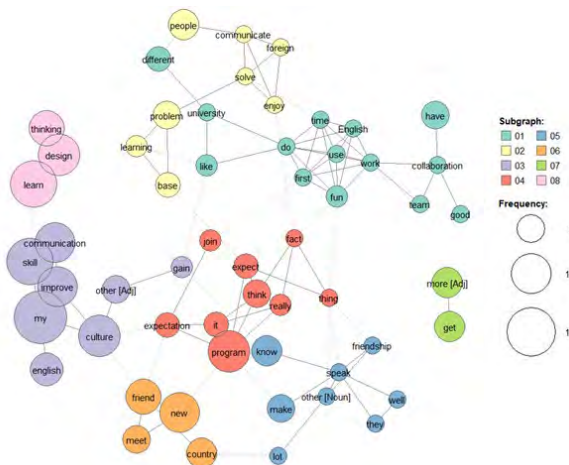 people
communicate
foreign
different
solve
enjoy
problem
university
learning
base
like
time
English
do
use
work
first
fun
have
collaboration
team
good
thinking
design
learn
communication
skill
improve
my
other [Adj]
gain
culture
english
join
fact
expect
think
really
thing
expectation
it
program
know
friendship
speak
make
other [Noun]
well
they
lot
friend
new
meet
country
more [Adj]
get
Subgraph:
01
05
02
06
03
07
04
08
Frequency: